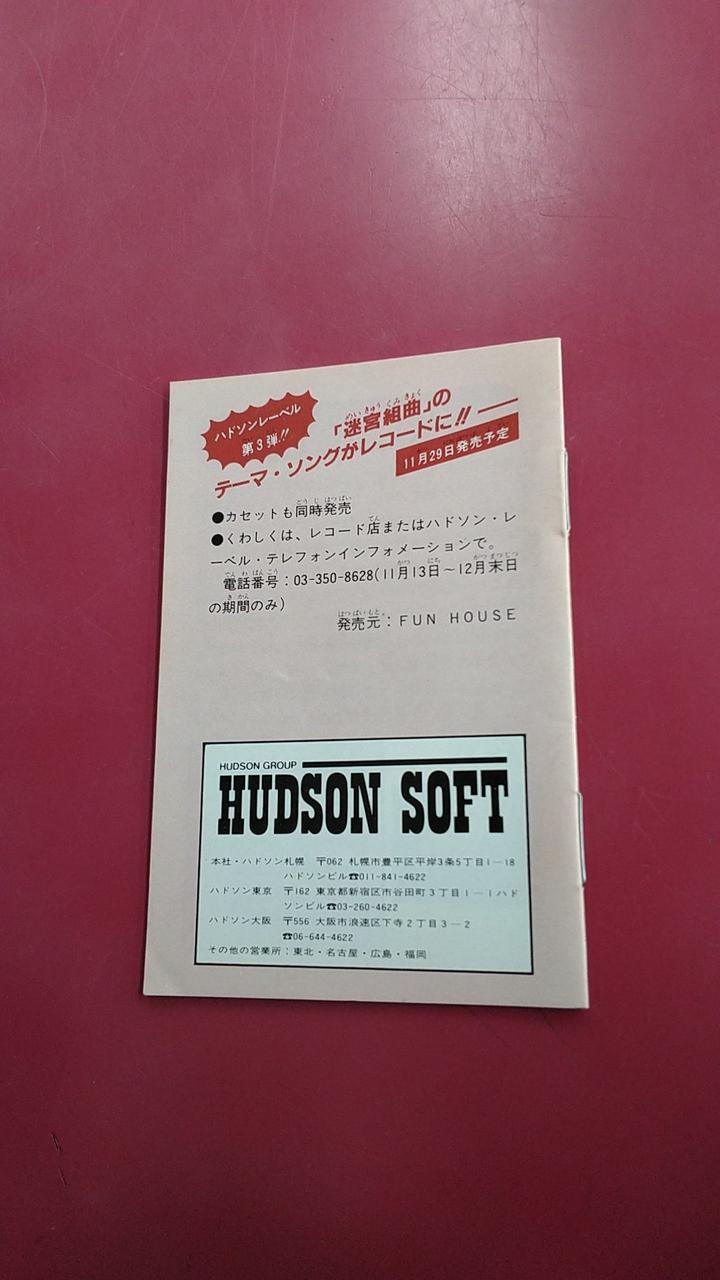 ハドソンレーベル
第3弾!!
「迷宮組曲」の
テーマ・ソングがレコードに!!
11月29日発売予定
●カセットも同時発売
●くわしくは、レコード店またはハドソン・レ
ーベル・テレフォンインフォメーションで。
電話番号：03-350-8628(11月13日〜12月末日
の期間のみ)
発売元：FUN HOUSE
HUDSON GROUP
HUDSON SOFT
本社・ハドソン札幌 〒062 札幌市豊平区平岸3条5丁目1—18
ハドソンビル☎011-841-4622
ハドソン東京 〒162 東京都新宿区市谷田町3丁目1—1ハド
ソンビル☎03-260-4622
ハドソン大阪 〒556 大阪市浪速区下寺2丁目3—2
☎06-644-4622
その他の営業所：東北・名古屋・広島・福岡